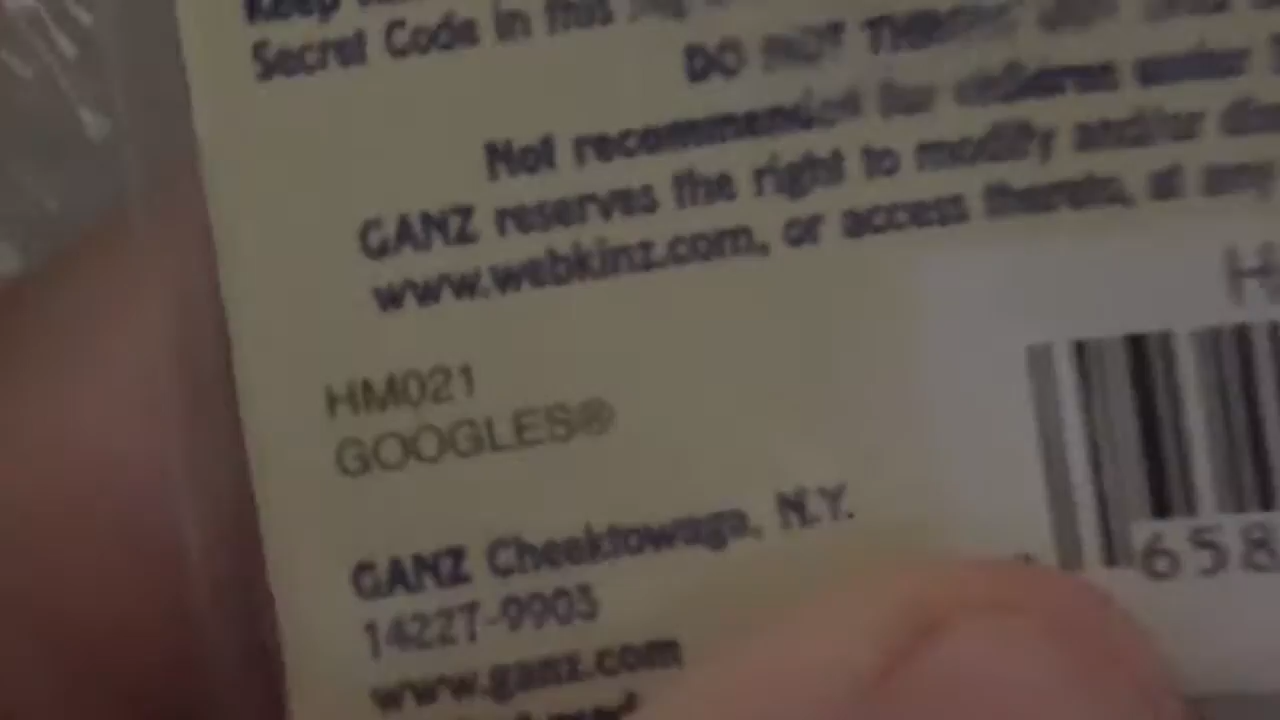 Keep
Secret Code in this
DO NOT THROW
Not recommended for children under
GANZ reserves the right to modify and/or
www.webkinz.com, or access thereto, at any
H
HM021
GOOGLES®
658
GANZ Cheektowaga, N.Y.
14227-9903
www.ganz.com